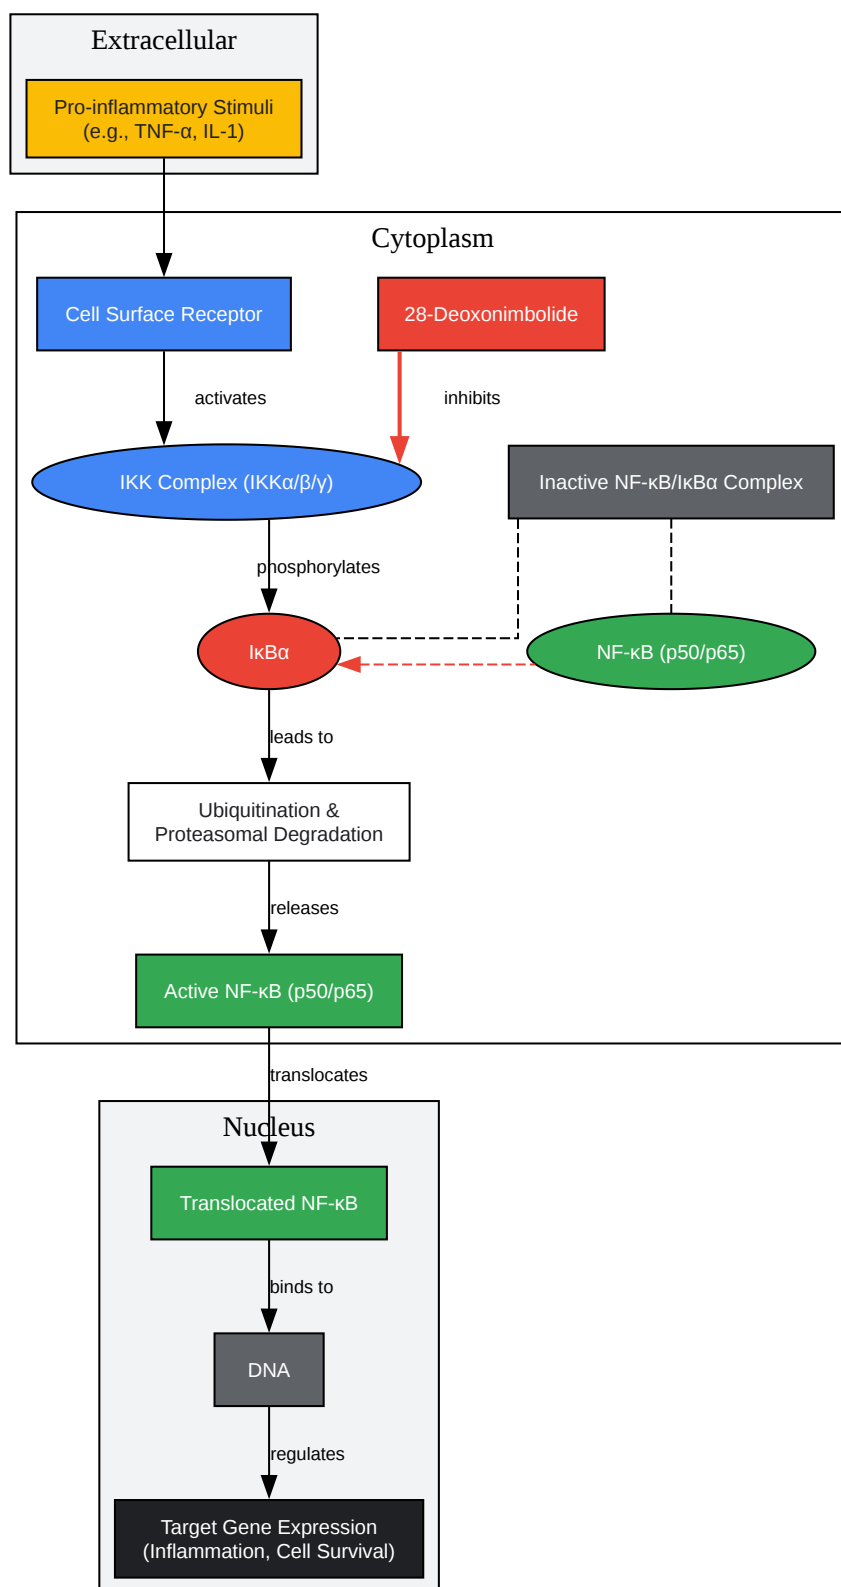 Extracellular
Pro-inflammatory Stimuli
(e.g., TNF-α, IL-1)
Cytoplasm
Cell Surface Receptor
28-Deoxonimbolide
activates
inhibits
IKK Complex (IKKα/β/γ)
Inactive NF-κB/IκBα Complex
phosphorylates
IκBα
NF-κB (p50/p65)
leads to
Ubiquitination &
Proteasomal Degradation
releases
Active NF-κB (p50/p65)
translocates
Nucleus
Translocated NF-κB
binds to
DNA
regulates
Target Gene Expression
(Inflammation, Cell Survival)